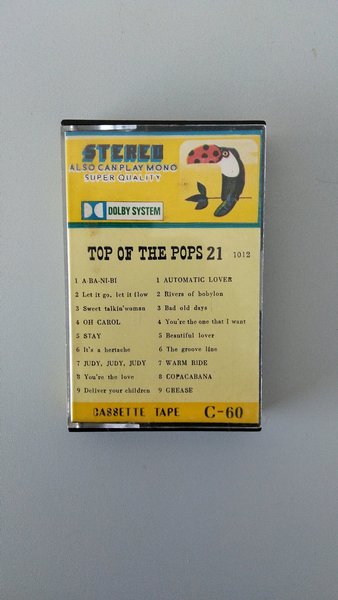 STEREO
ALSO CAN PLAY MONO
SUPER QUALITY
DOLBY SYSTEM
TOP OF THE POPS 21 1012
1 A-BA-NI-BI
2 Let it go, let it flow
3 Sweet talkin'woman
4 OH CAROL
5 STAY
6 It's a hertache
7 JUDY, JUDY, JUDY
8 You're the love
9 Deliver your children
1 AUTOMATIC LOVER
2 Rivers of bobylon
3 Bad old days
4 You're the one that I want
5 Beautiful lover
6 The groove line
7 WARM RIDE
8 COPACABANA
9 GREASE
CASSETTE TAPE C-60